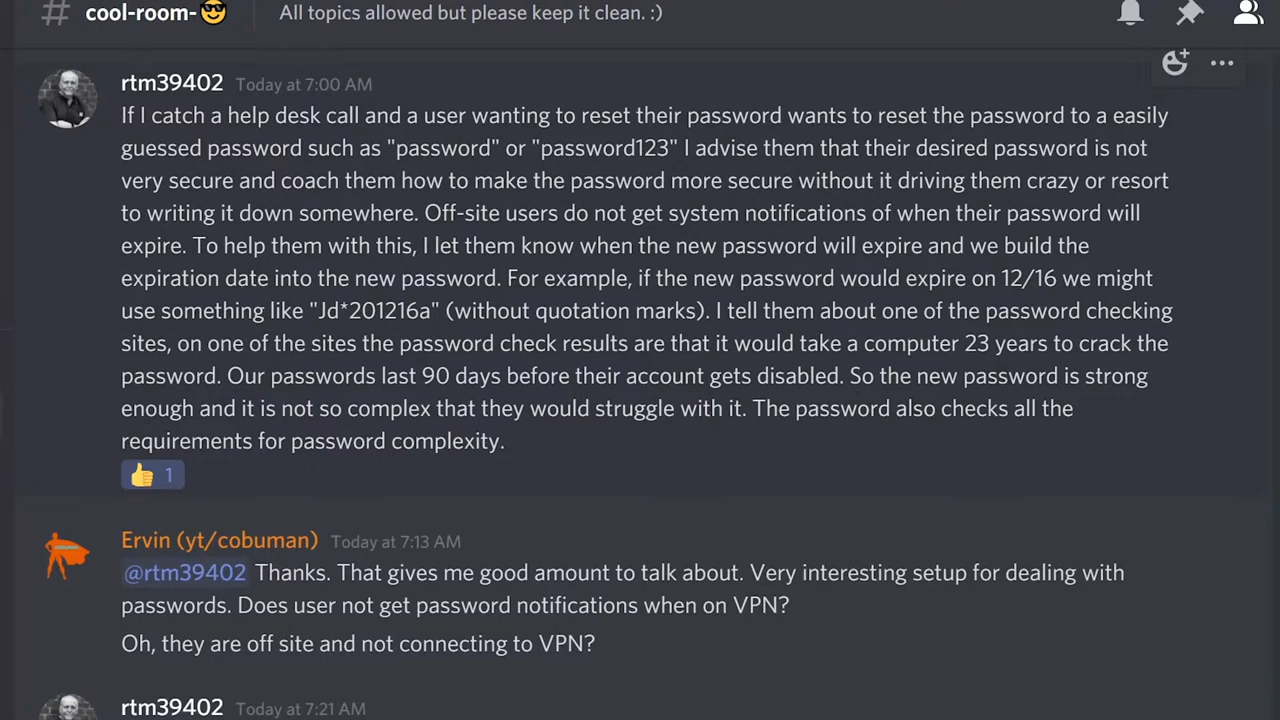 # cool-room-😎 All topics allowed but please keep it clean. :)
rtm39402 Today at 7:00 AM
If I catch a help desk call and a user wanting to reset their password wants to reset the password to a easily
guessed password such as "password" or "password123" I advise them that their desired password is not
very secure and coach them how to make the password more secure without it driving them crazy or resort
to writing it down somewhere. Off-site users do not get system notifications of when their password will
expire. To help them with this, I let them know when the new password will expire and we build the
expiration date into the new password. For example, if the new password would expire on 12/16 we might
use something like "Jd*201216a" (without quotation marks). I tell them about one of the password checking
sites, on one of the sites the password check results are that it would take a computer 23 years to crack the
password. Our passwords last 90 days before their account gets disabled. So the new password is strong
enough and it is not so complex that they would struggle with it. The password also checks all the
requirements for password complexity.
👍 1
Ervin (yt/cobuman) Today at 7:13 AM
@rtm39402 Thanks. That gives me good amount to talk about. Very interesting setup for dealing with
passwords. Does user not get password notifications when on VPN?
Oh, they are off site and not connecting to VPN?
rtm39402 Today at 7:21 AM